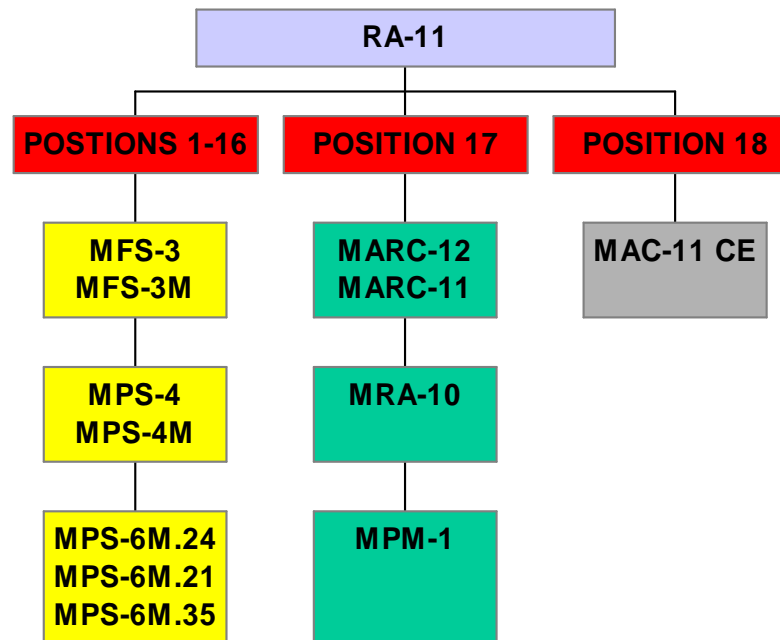 RA-11
POSTIONS 1-16
POSITION 17
POSITION 18
MFS-3
MFS-3M
MARC-12
MARC-11
MAC-11 CE
MPS-4
MPS-4M
MRA-10
MPS-6M.24
MPS-6M.21
MPS-6M.35
MPM-1